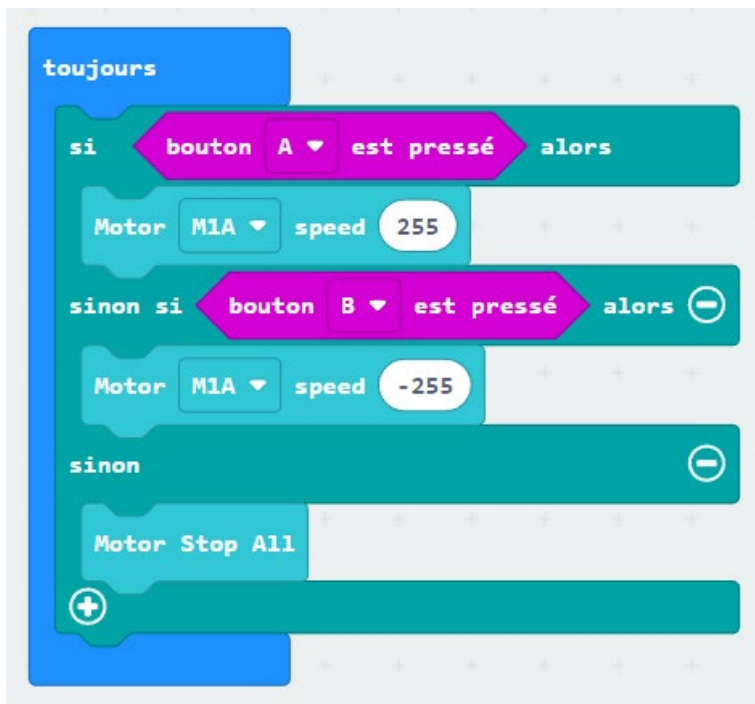 toujours
si bouton A est pressé alors
Motor M1A speed 255
sinon si bouton B est pressé alors
Motor M1A speed -255
sinon
Motor Stop All